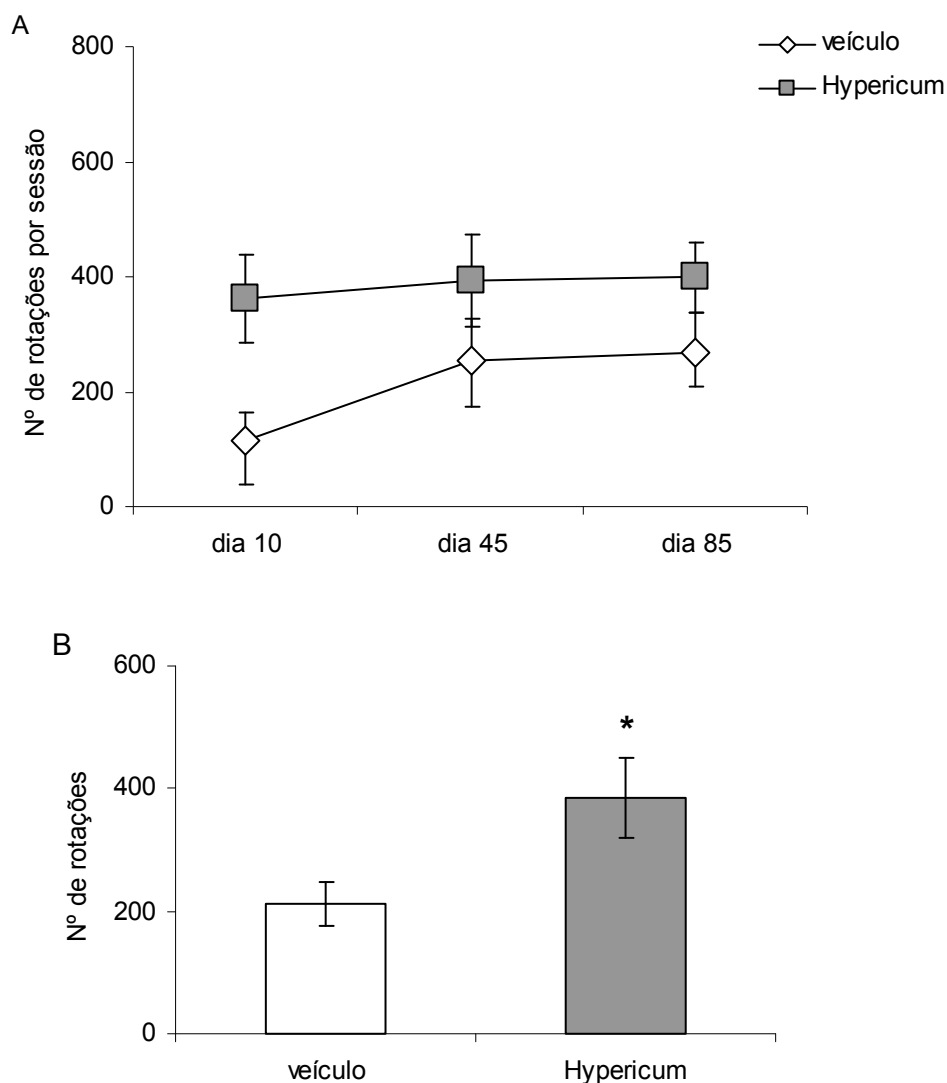 A
800
600
400
200
0
Nº de rotações por sessão
veículo
Hypericum
dia 10 dia 45 dia 85
B
600
400
200
0
Nº de rotações
*
veículo Hypericum